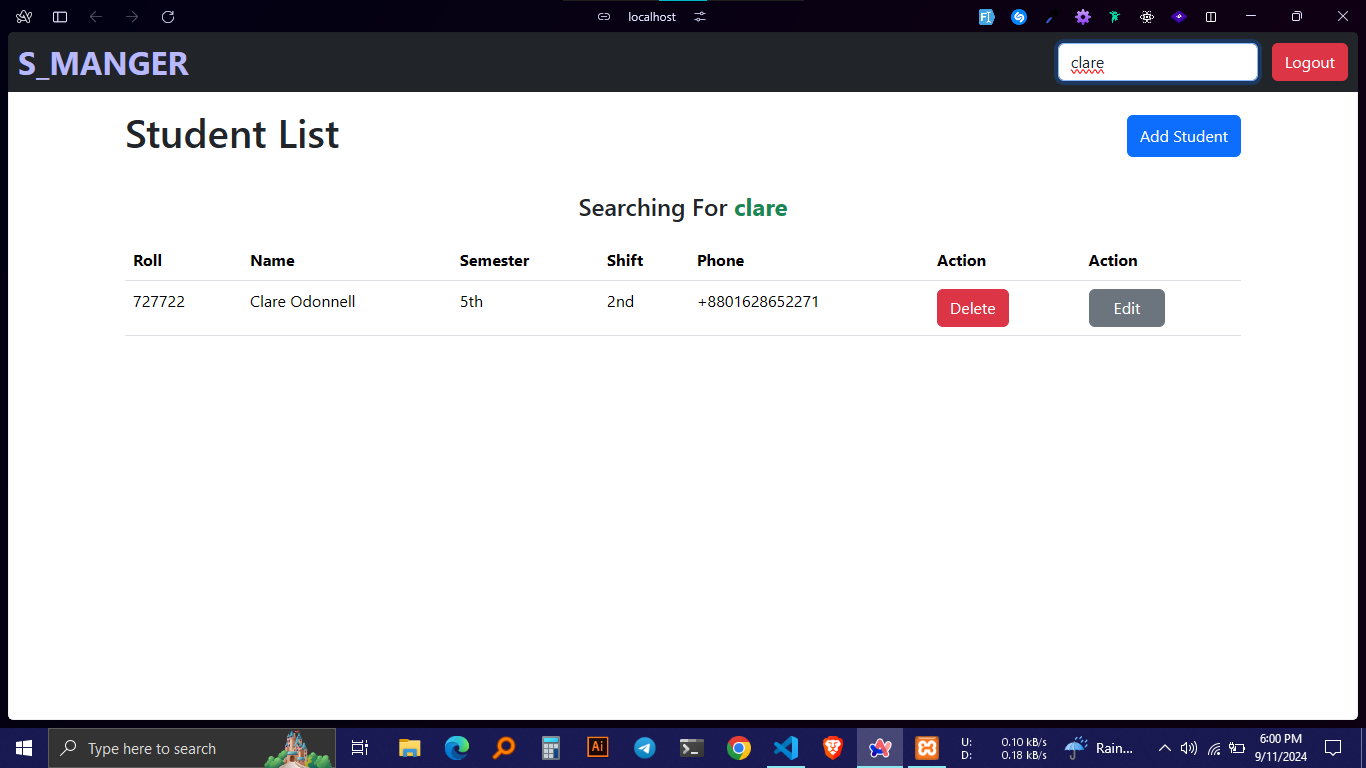 localhost
S_MANGER clare Logout
Student List Add Student
Searching For clare
Roll Name Semester Shift Phone Action Action
727722 Clare Odonnell 5th 2nd +8801628652271 Delete Edit
Type here to search Ai U: 0.10 kB/s Rain... 6:00 PM
D: 0.18 kB/s 9/11/2024